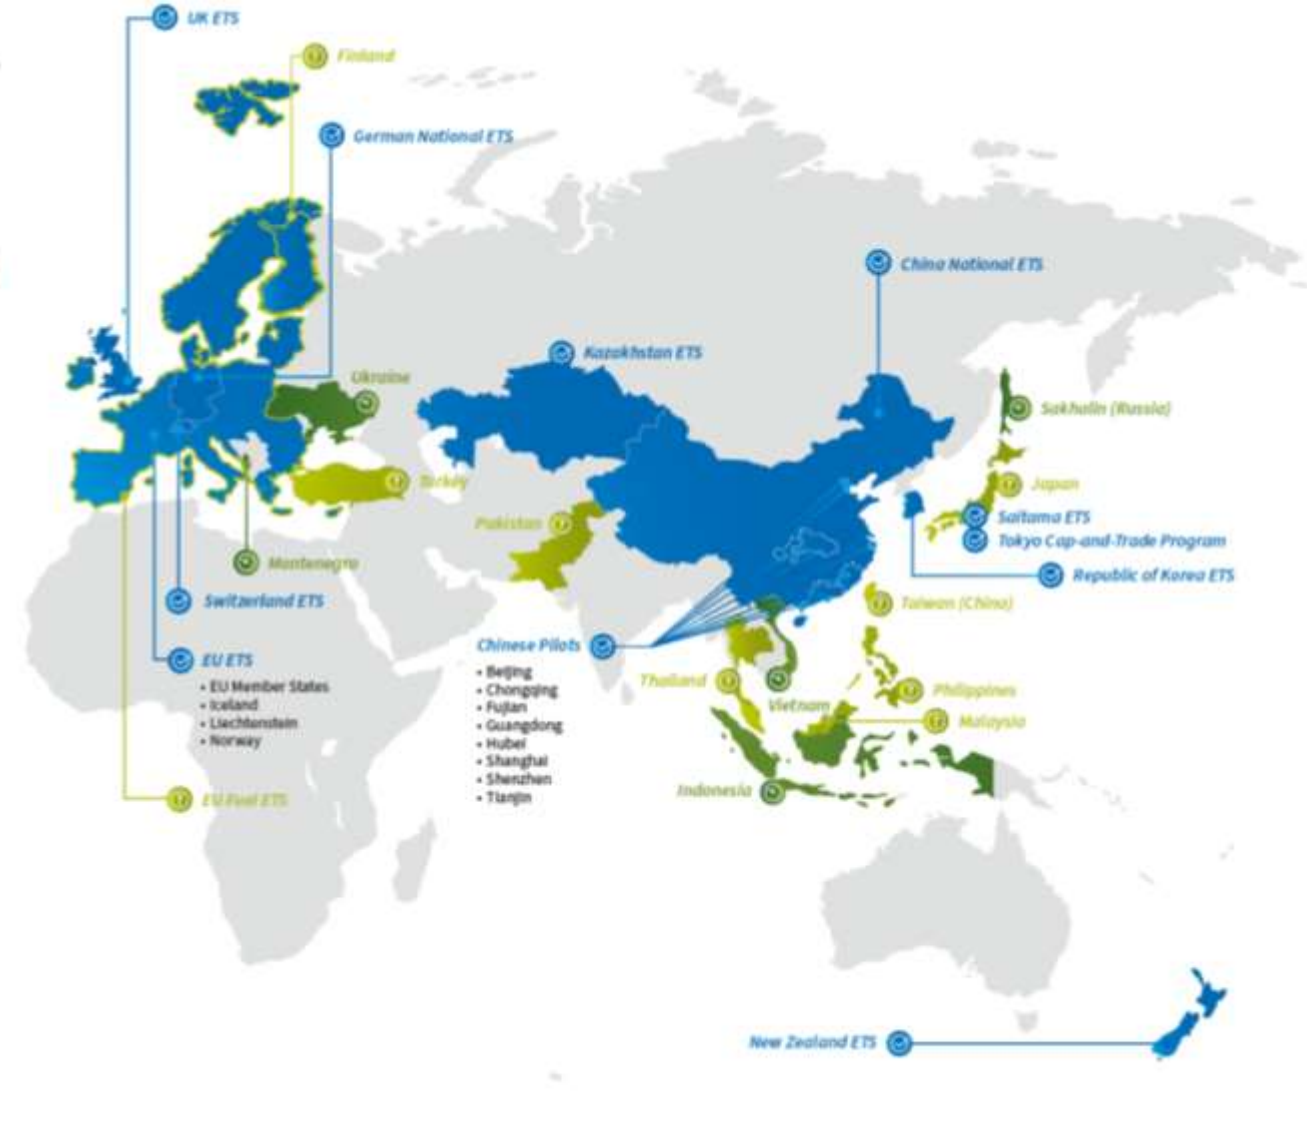 UK ETS
Finland
German National ETS
China National ETS
Kazakhstan ETS
Ukraine
Sakhalin (Russia)
Turkey
Japan
Pakistan
Saitama ETS
Tokyo Cap-and-Trade Program
Montenegro
Republic of Korea ETS
Switzerland ETS
Taiwan (China)
Chinese Pilots
• Beijing
• Chongqing
• Fujian
• Guangdong
• Hubei
• Shanghai
• Shenzhen
• Tianjin
EU ETS
• EU Member States
• Iceland
• Liechtenstein
• Norway
Thailand
Philippines
Vietnam
Malaysia
Indonesia
EU Fuel ETS
New Zealand ETS